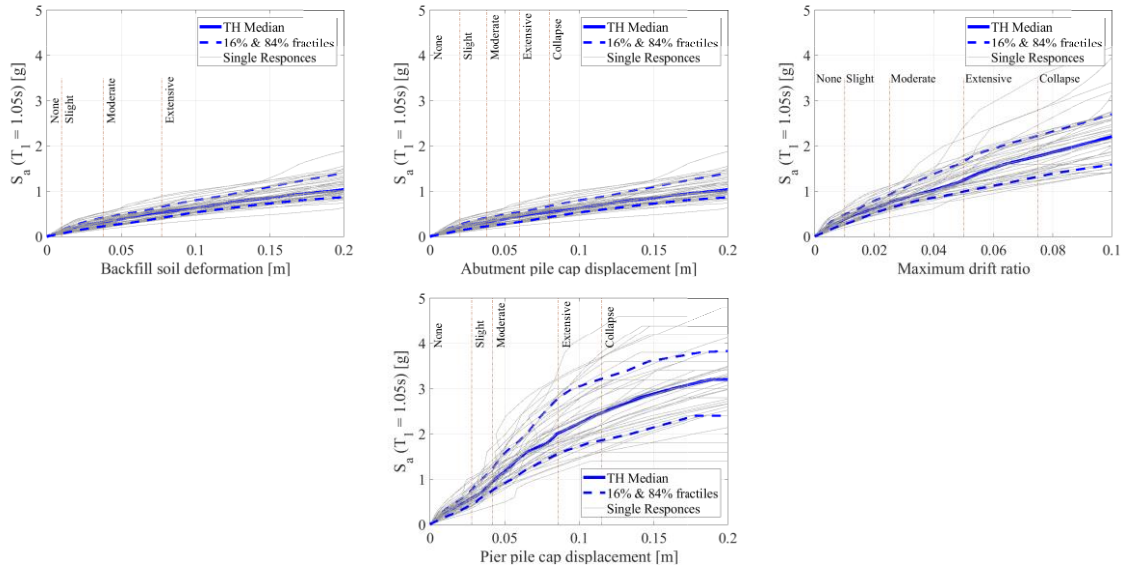 TH Median
16% & 84% fractiles
Single Responces
None
Slight
Moderate
Extensive
S_a (T_1 = 1.05s) [g]
0
1
2
3
4
5
0
0.05
0.1
0.15
0.2
Backfill soil deformation [m]
TH Median
16% & 84% fractiles
Single Responces
None
Slight
Moderate
Extensive
Collapse
S_a (T_1 = 1.05s) [g]
0
1
2
3
4
5
0
0.05
0.1
0.15
0.2
Abutment pile cap displacement [m]
TH Median
16% & 84% fractiles
Single Responces
None
Slight
Moderate
Extensive
Collapse
S_a (T_1 = 1.05s) [g]
0
1
2
3
4
5
0
0.02
0.04
0.06
0.08
0.1
Maximum drift ratio
None
Slight
Moderate
Extensive
Collapse
TH Median
16% & 84% fractiles
Single Responces
S_a (T_1 = 1.05s) [g]
0
1
2
3
4
5
0
0.05
0.1
0.15
0.2
Pier pile cap displacement [m]